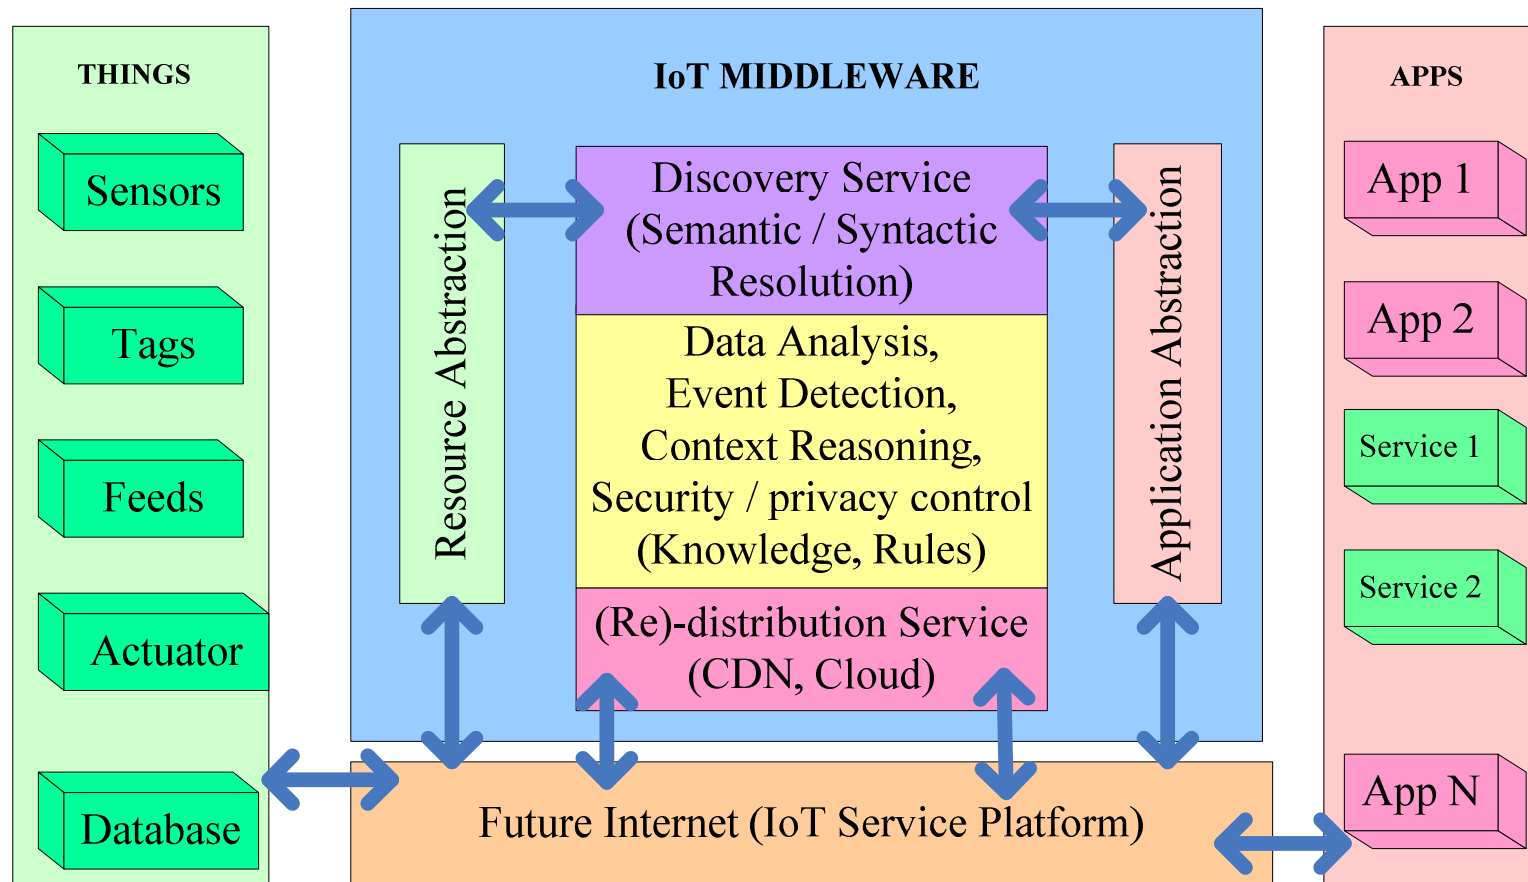 THINGS
Sensors
Tags
Feeds
Actuator
Database
IoT MIDDLEWARE
Resource Abstraction
Discovery Service
(Semantic / Syntactic
Resolution)
Data Analysis,
Event Detection,
Context Reasoning,
Security / privacy control
(Knowledge, Rules)
(Re)-distribution Service
(CDN, Cloud)
Application Abstraction
Future Internet (IoT Service Platform)
APPS
App 1
App 2
Service 1
Service 2
App N